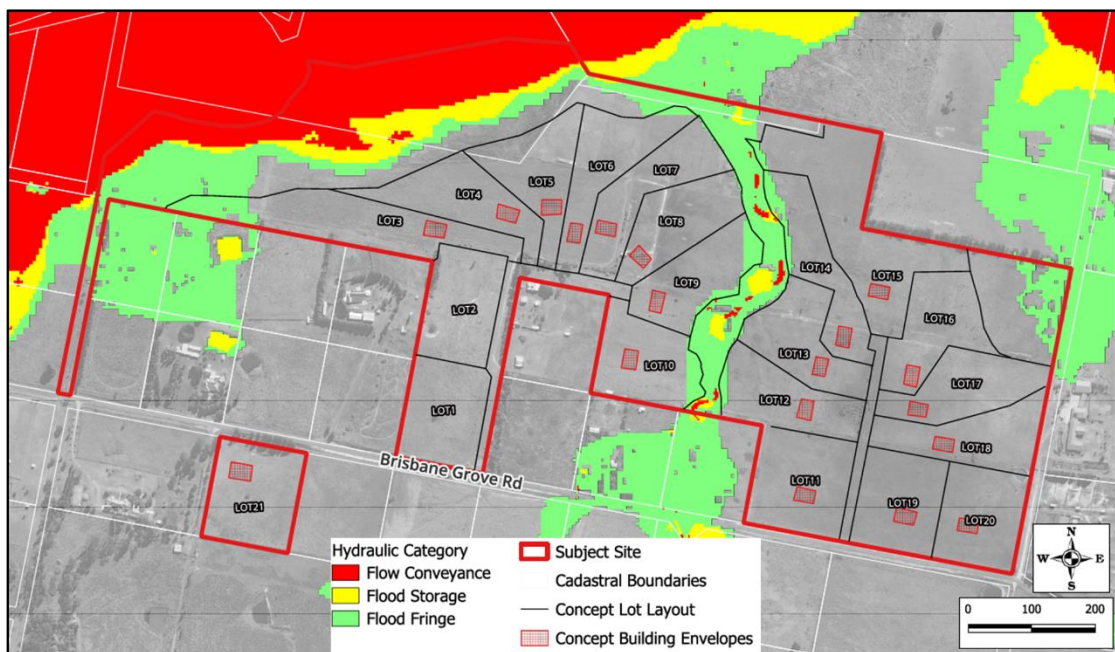 LOT7
LOT6
LOT5
LOT4
LOT3
LOT8
LOT14
LOT15
LOT9
LOT2
LOT16
LOT13
LOT10
LOT17
LOT12
LOT1
LOT18
Brisbane Grove Rd
LOT11
LOT21
LOT19
LOT20
Hydraulic Category
Flow Conveyance
Flood Storage
Flood Fringe
Subject Site
Cadastral Boundaries
Concept Lot Layout
Concept Building Envelopes
N
W E
S
0 100 200